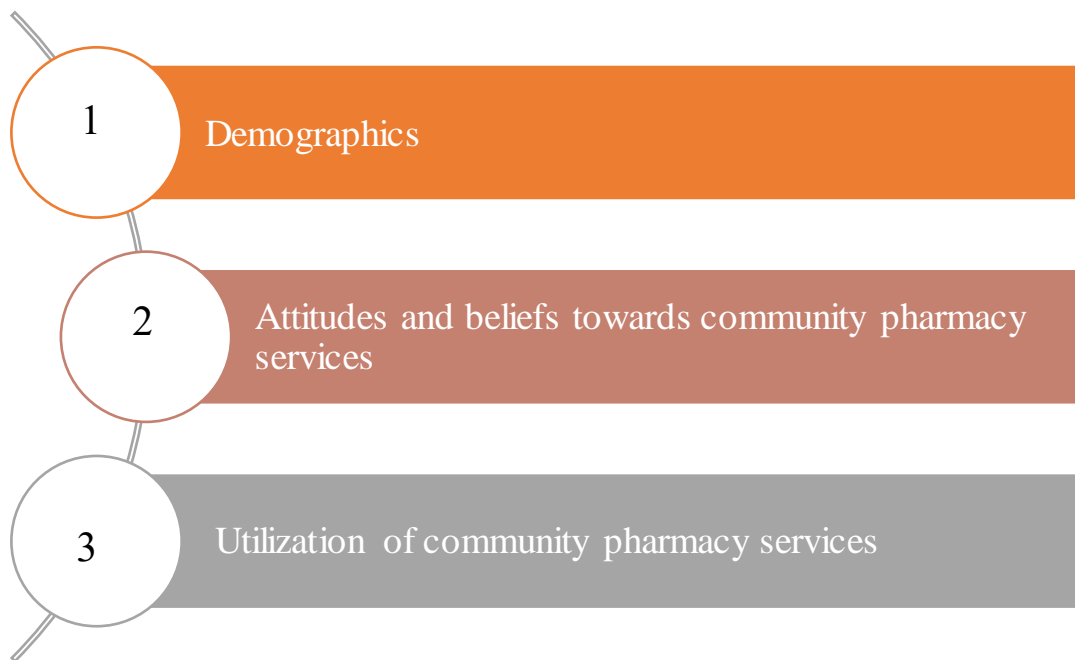 1
Demographics
2
Attitudes and beliefs towards community pharmacy
services
3
Utilization of community pharmacy services